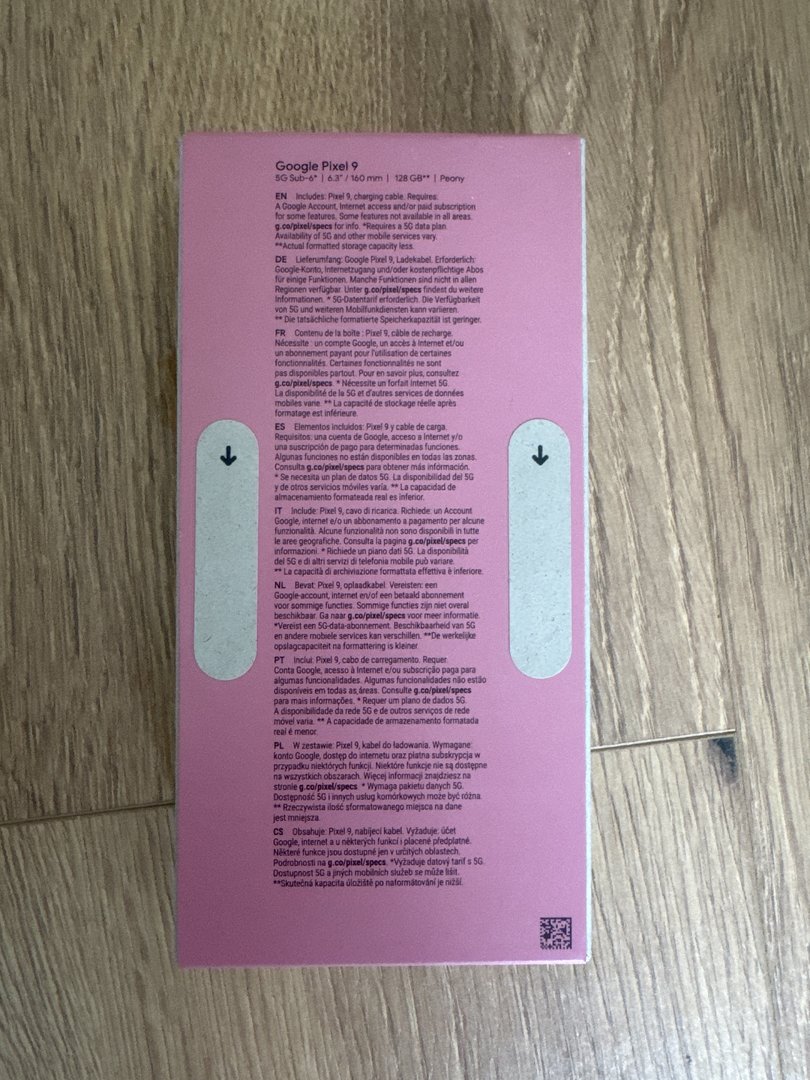 Google Pixel 9
5G Sub-6* | 6.3" / 160 mm | 128 GB** | Peony
EN Includes: Pixel 9, charging cable. Requires:
A Google Account, Internet access and/or paid subscription
for some features. Some features not available in all areas.
g.co/pixel/specs for info. *Requires a 5G data plan.
Availability of 5G and other mobile services vary.
**Actual formatted storage capacity less.
DE Lieferumfang: Google Pixel 9, Ladekabel. Erforderlich:
Google-Konto, Internetzugang und/oder kostenpflichtige Abos
für einige Funktionen. Manche Funktionen sind nicht in allen
Regionen verfügbar. Unter g.co/pixel/specs findest du weitere
Informationen. * 5G-Datentarif erforderlich. Die Verfügbarkeit
von 5G und weiteren Mobilfunkdiensten kann variieren.
** Die tatsächliche formatierte Speicherkapazität ist geringer.
FR Contenu de la boîte : Pixel 9, câble de recharge.
Nécessite : un compte Google, un accès à Internet et/ou
un abonnement payant pour l'utilisation de certaines
fonctionnalités. Certaines fonctionnalités ne sont
pas disponibles partout. Pour en savoir plus, consultez
g.co/pixel/specs. * Nécessite un forfait Internet 5G.
La disponibilité de la 5G et d'autres services de données
mobiles varie. ** La capacité de stockage réelle après
formatage est inférieure.
ES Elementos incluidos: Pixel 9 y cable de carga.
Requisitos: una cuenta de Google, acceso a Internet y/o
una suscripción de pago para determinadas funciones.
Algunas funciones no están disponibles en todas las zonas.
Consulta g.co/pixel/specs para obtener más información.
* Se necesita un plan de datos 5G. La disponibilidad del 5G
y de otros servicios móviles varía. ** La capacidad de
almacenamiento formateada real es inferior.
IT Include: Pixel 9, cavo di ricarica. Richiede: un Account
Google, internet e/o un abbonamento a pagamento per alcune
funzionalità. Alcune funzionalità non sono disponibili in tutte
le aree geografiche. Consulta la pagina g.co/pixel/specs per
informazioni. * Richiede un piano dati 5G. La disponibilità
del 5G e di altri servizi di telefonia mobile può variare.
** La capacità di archiviazione formattata effettiva è inferiore.
NL Bevat: Pixel 9, oplaadkabel. Vereisten: een
Google-account, internet en/of een betaald abonnement
voor sommige functies. Sommige functies zijn niet overal
beschikbaar. Ga naar g.co/pixel/specs voor meer informatie.
*Vereist een 5G-data-abonnement. Beschikbaarheid van 5G
en andere mobiele services kan verschillen. **De werkelijke
opslagcapaciteit na formattering is kleiner.
PT Inclui: Pixel 9, cabo de carregamento. Requer:
Conta Google, acesso à Internet e/ou subscrição paga para
algumas funcionalidades. Algumas funcionalidades não estão
disponíveis em todas as áreas. Consulte g.co/pixel/specs
para mais informações. * Requer um plano de dados 5G.
A disponibilidade da rede 5G e de outros serviços de rede
móvel varia. ** A capacidade de armazenamento formatada
real é menor.
PL W zestawie: Pixel 9, kabel do ładowania. Wymagane:
konto Google, dostęp do internetu oraz płatna subskrypcja w
przypadku niektórych funkcji. Niektóre funkcje nie są dostępne
na wszystkich obszarach. Więcej informacji znajdziesz na
stronie g.co/pixel/specs. * Wymaga pakietu danych 5G.
Dostępność 5G i innych usług komórkowych może być różna.
** Rzeczywista ilość sformatowanego miejsca na dane
jest mniejsza.
CS Obsahuje: Pixel 9, nabíjecí kabel. Vyžaduje: účet
Google, internet a u některých funkcí i placené předplatné.
Některé funkce jsou dostupné jen v určitých oblastech.
Podrobnosti na g.co/pixel/specs. *Vyžaduje datový tarif s 5G.
Dostupnost 5G a jiných mobilních služeb se může lišit.
**Skutečná kapacita úložiště po naformátování je nižší.